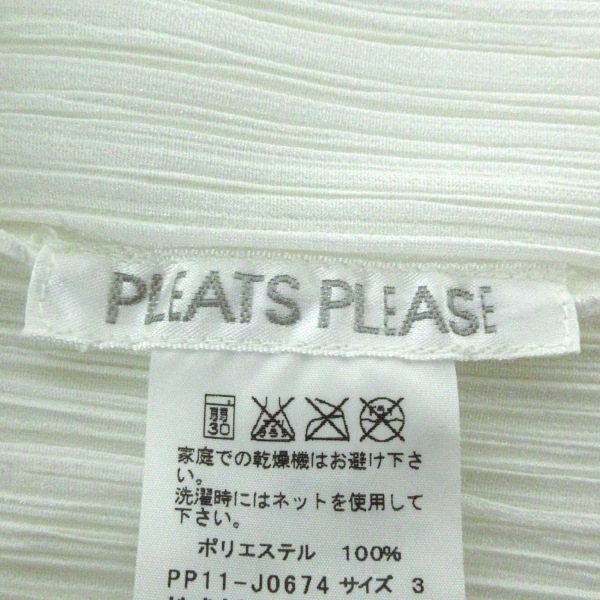 PLEATS PLEASE
弱
30
家庭での乾燥機はお避け下さ
い。
洗濯時にはネットを使用して
下さい。
ポリエステル 100%
PP11-J0674 サイズ 3